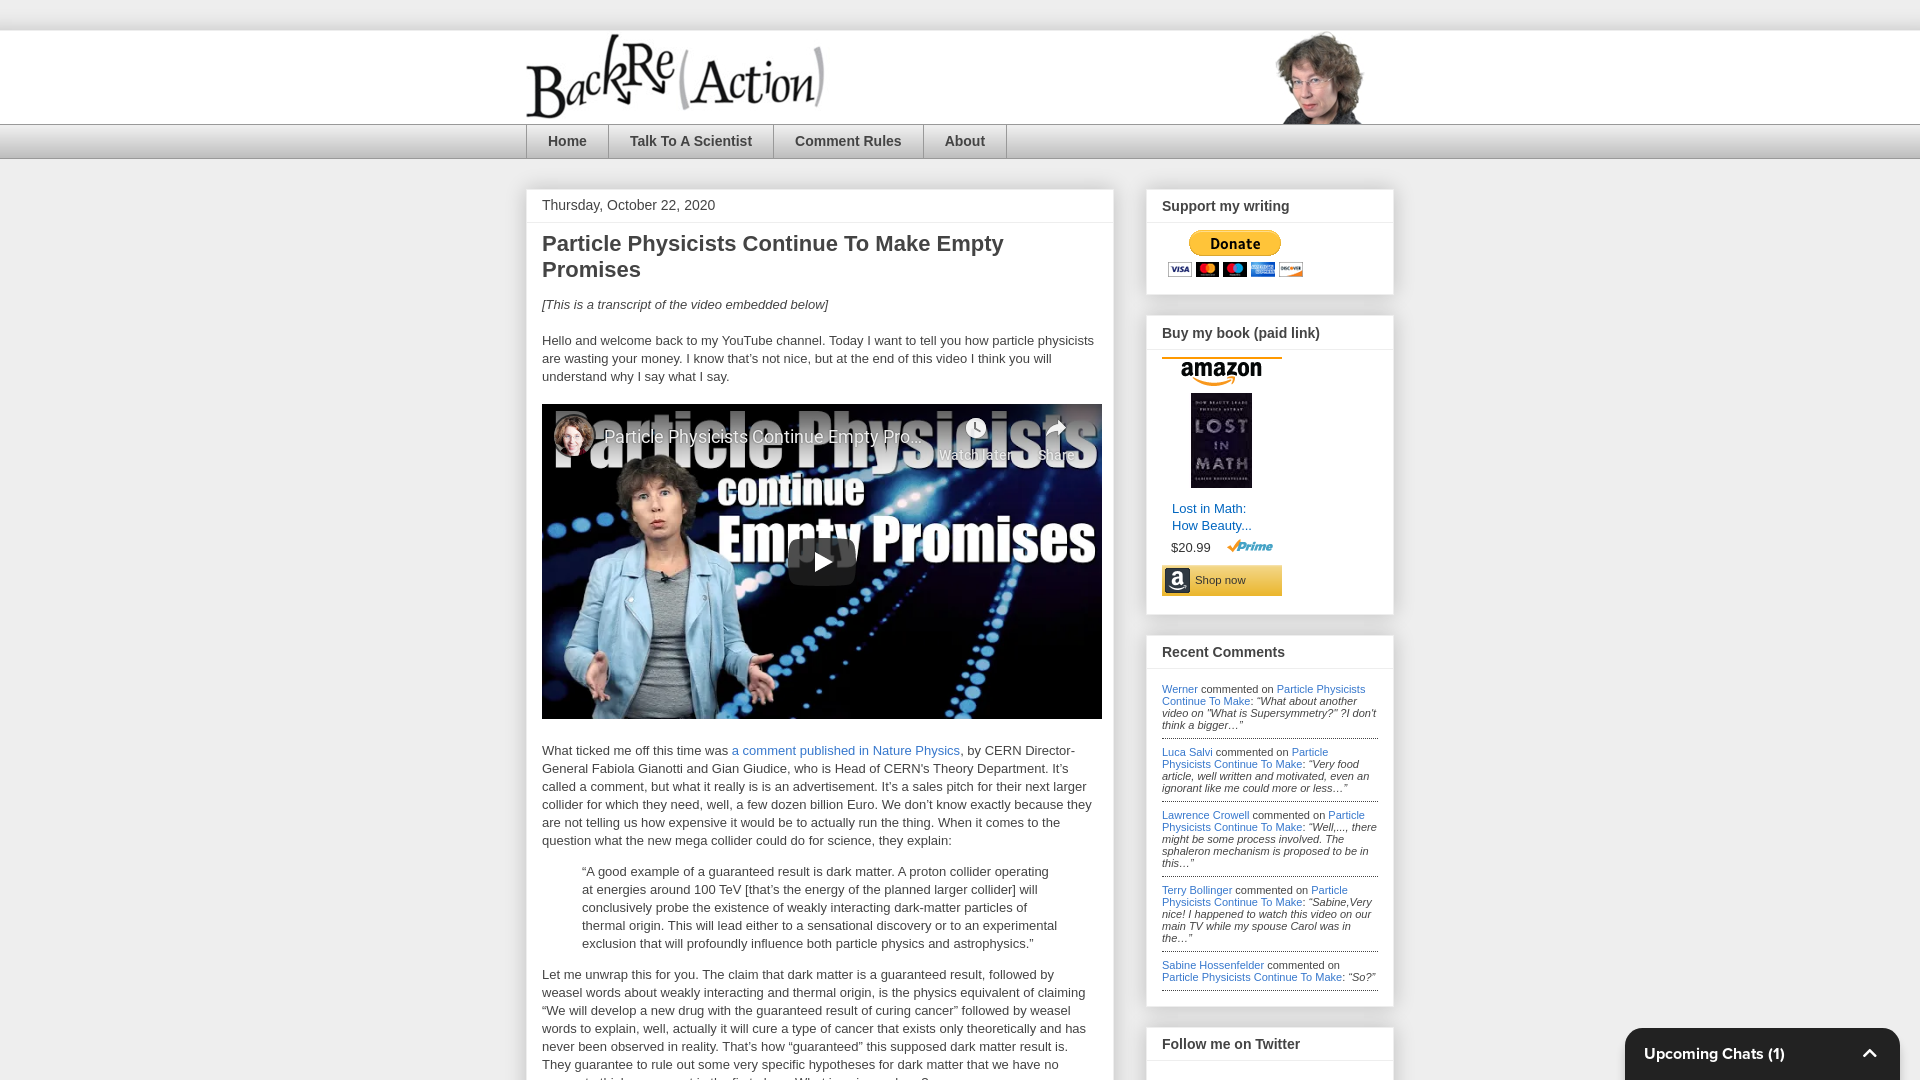 BackRe(Action)
Home
Talk To A Scientist
Comment Rules
About
Thursday, October 22, 2020
Particle Physicists Continue To Make Empty
Promises
[This is a transcript of the video embedded below]
Hello and welcome back to my YouTube channel. Today I want to tell you how particle physicists
are wasting your money. I know that’s not nice, but at the end of this video I think you will
understand why I say what I say.
Particle Physicists
Particle Physicists Continue Empty Pro...
Watch later
Share
continue
Empty Promises
What ticked me off this time was a comment published in Nature Physics, by CERN Director-
General Fabiola Gianotti and Gian Giudice, who is Head of CERN's Theory Department. It’s
called a comment, but what it really is is an advertisement. It’s a sales pitch for their next larger
collider for which they need, well, a few dozen billion Euro. We don’t know exactly because they
are not telling us how expensive it would be to actually run the thing. When it comes to the
question what the new mega collider could do for science, they explain:
“A good example of a guaranteed result is dark matter. A proton collider operating
at energies around 100 TeV [that’s the energy of the planned larger collider] will
conclusively probe the existence of weakly interacting dark-matter particles of
thermal origin. This will lead either to a sensational discovery or to an experimental
exclusion that will profoundly influence both particle physics and astrophysics.”
Let me unwrap this for you. The claim that dark matter is a guaranteed result, followed by
weasel words about weakly interacting and thermal origin, is the physics equivalent of claiming
“We will develop a new drug with the guaranteed result of curing cancer” followed by weasel
words to explain, well, actually it will cure a type of cancer that exists only theoretically and has
never been observed in reality. That’s how “guaranteed” this supposed dark matter result is.
They guarantee to rule out some very specific hypotheses for dark matter that we have no
Support my writing
Donate
VISA
DISCOVER
Buy my book (paid link)
amazon
HOW BEAUTY LEADS
PHYSICS ASTRAY
LOST
IN
MATH
SABINE HOSSENFELDER
Lost in Math:
How Beauty...
$20.99
Prime
a Shop now
Recent Comments
Werner commented on Particle Physicists
Continue To Make: “What about another
video on "What is Supersymmetry?" ?I don't
think a bigger…”
Luca Salvi commented on Particle
Physicists Continue To Make: “Very food
article, well written and motivated, even an
ignorant like me could more or less…”
Lawrence Crowell commented on Particle
Physicists Continue To Make: “Well,..., there
might be some process involved. The
sphaleron mechanism is proposed to be in
this…”
Terry Bollinger commented on Particle
Physicists Continue To Make: “Sabine,Very
nice! I happened to watch this video on our
main TV while my spouse Carol was in
the…”
Sabine Hossenfelder commented on
Particle Physicists Continue To Make: “So?”
Follow me on Twitter
Upcoming Chats (1)